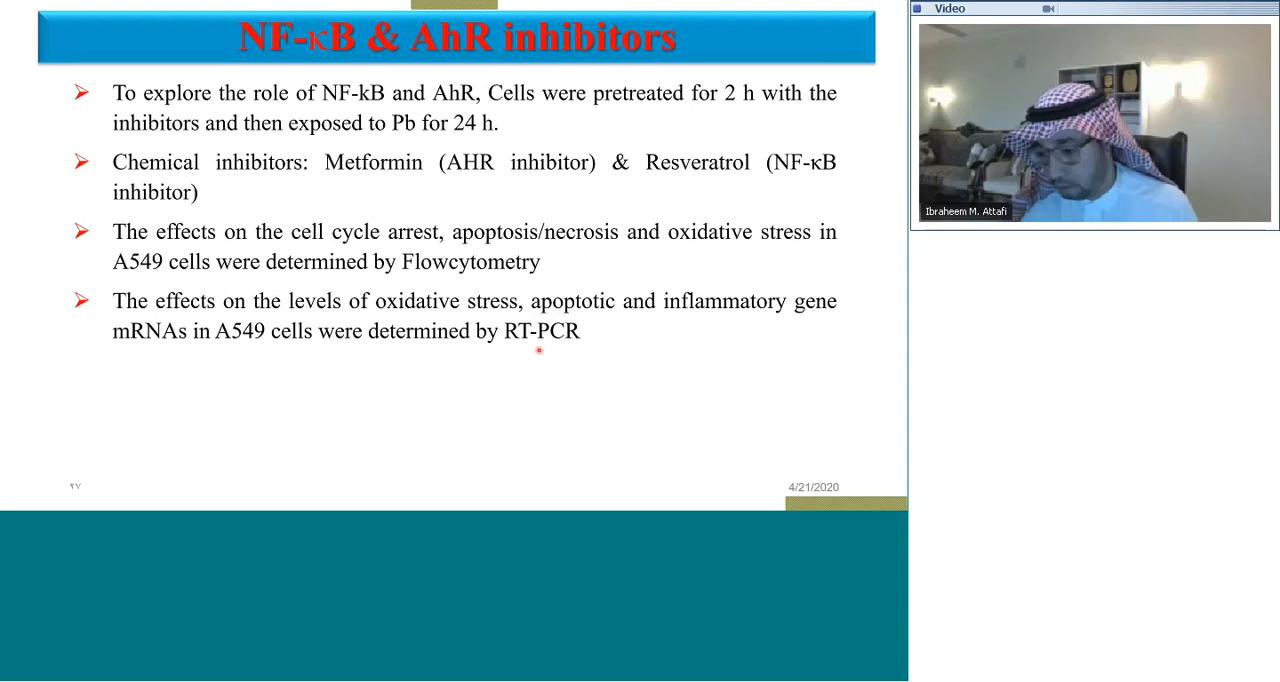 NF-κB & AhR inhibitors
To explore the role of NF-kB and AhR, Cells were pretreated for 2 h with the
inhibitors and then exposed to Pb for 24 h.
Chemical inhibitors: Metformin (AHR inhibitor) & Resveratrol (NF-κB
inhibitor)
The effects on the cell cycle arrest, apoptosis/necrosis and oxidative stress in
A549 cells were determined by Flowcytometry
The effects on the levels of oxidative stress, apoptotic and inflammatory gene
mRNAs in A549 cells were determined by RT-PCR
٢٧
4/21/2020
Video
Ibraheem M. Attafi